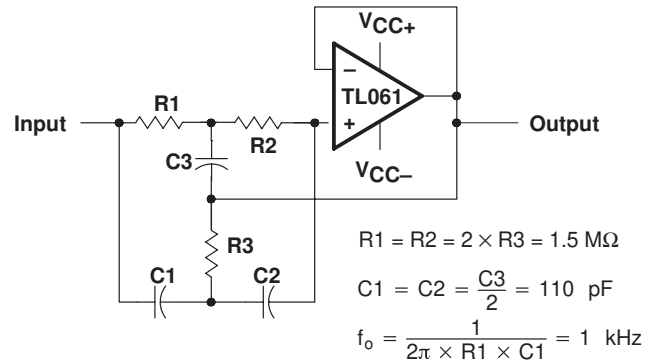 VCC+
−
TL061
+
VCC−
Input
R1
R2
C3
Output
R3
C1
C2
R1 = R2 = 2 × R3 = 1.5 MΩ
C1 = C2 = C3/2 = 110 pF
fo = 1/(2π × R1 × C1) = 1 kHz